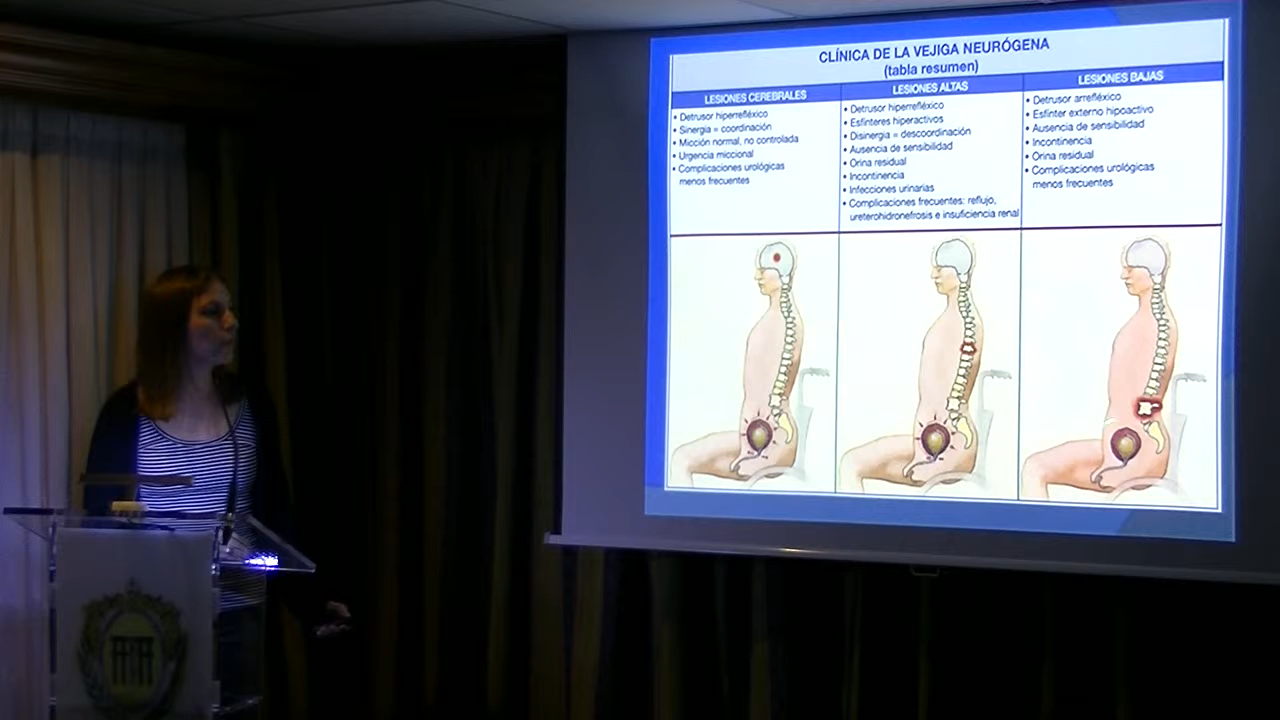 CLÍNICA DE LA VEJIGA NEURÓGENA
(tabla resumen)
LESIONES CEREBRALES
• Detrusor hiperrefléxico
• Sinergia = coordinación
• Micción normal, no controlada
• Urgencia miccional
• Complicaciones urológicas
menos frecuentes
LESIONES ALTAS
• Detrusor hiperrefléxico
• Esfínteres hiperactivos
• Disinergia = descoordinación
• Ausencia de sensibilidad
• Orina residual
• Incontinencia
• Infecciones urinarias
• Complicaciones frecuentes: reflujo,
ureterohidronefrosis e insuficiencia renal
LESIONES BAJAS
• Detrusor arrefléxico
• Esfínter externo hipoactivo
• Ausencia de sensibilidad
• Incontinencia
• Orina residual
• Complicaciones urológicas
menos frecuentes